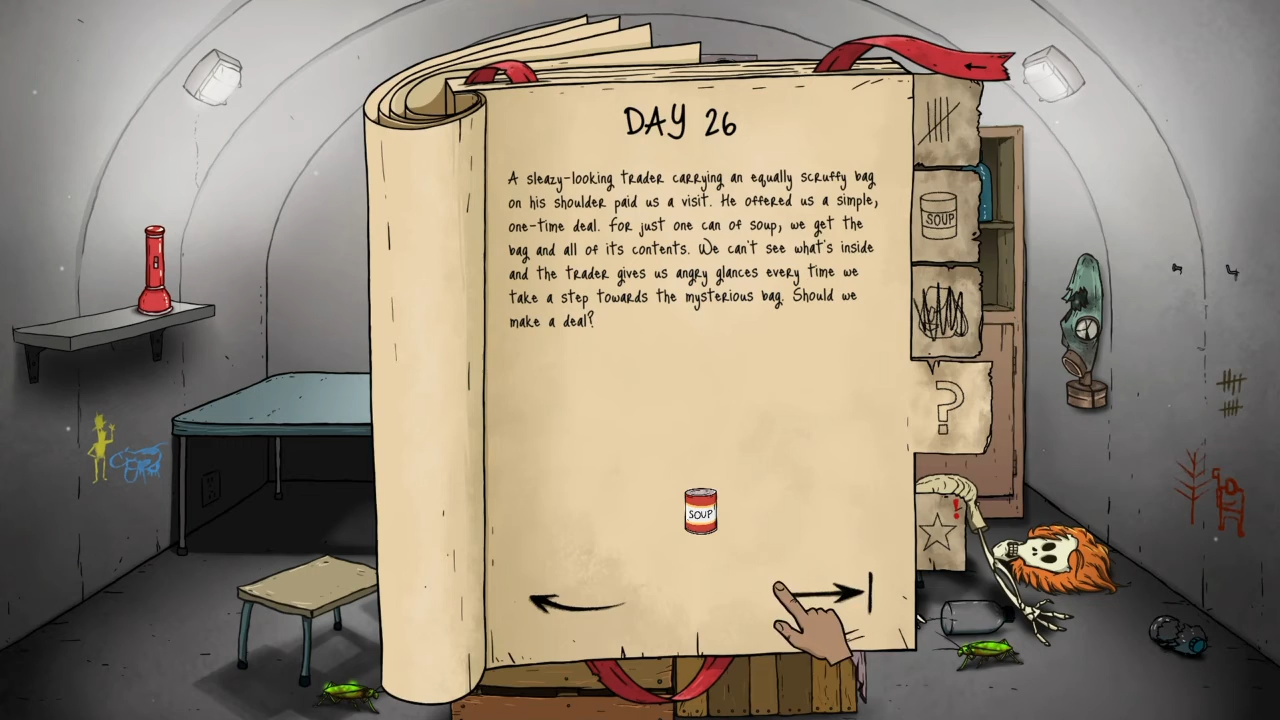 DAY 26
A sleazy-looking trader carrying an equally scruffy bag
on his shoulder paid us a visit. He offered us a simple,
one-time deal. For just one can of soup, we get the
bag and all of its contents. We can't see what's inside
and the trader gives us angry glances every time we
take a step towards the mysterious bag. Should we
make a deal?
SOUP
SOUP
?
!